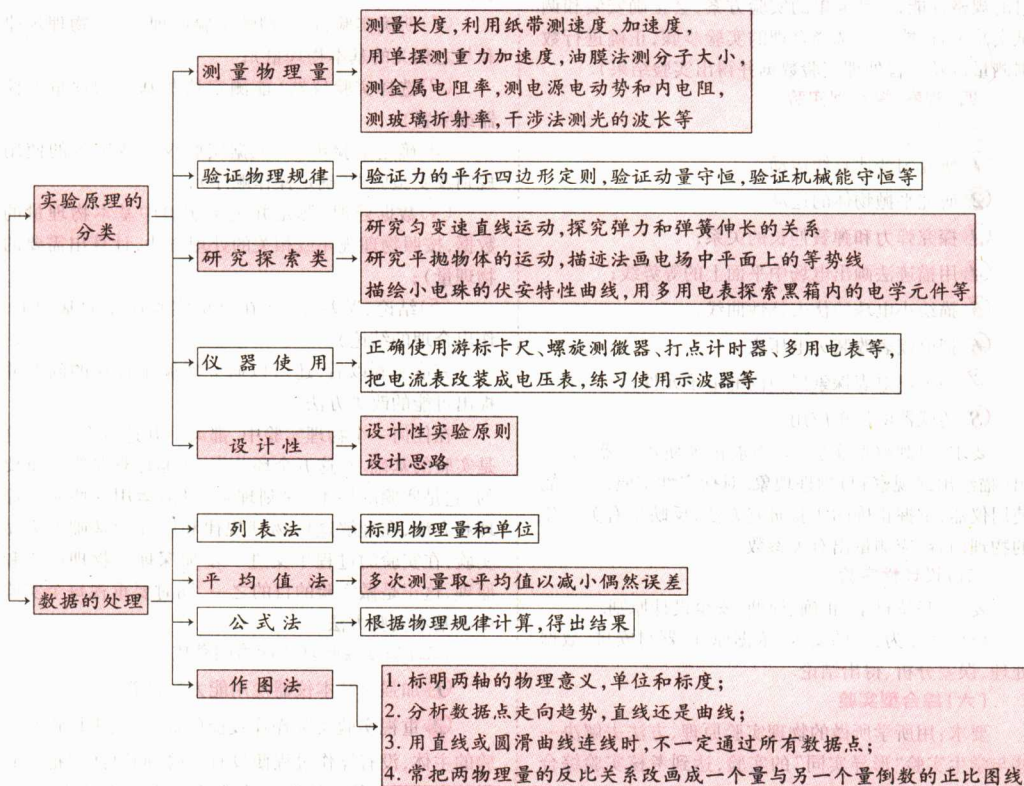 测量物理量
测量长度,利用纸带测速度、加速度,
用单摆测重力加速度,油膜法测分子大小,
测金属电阻率,测电源电动势和内电阻,
测玻璃折射率,干涉法测光的波长等
实验原理的
分类
验证物理规律
验证力的平行四边形定则,验证动量守恒,验证机械能守恒等
研究探索类
研究匀变速直线运动,探究弹力和弹簧伸长的关系
研究平抛物体的运动,描迹法画电场中平面上的等势线
描绘小电珠的伏安特性曲线,用多用电表探索黑箱内的电学元件等
仪器使用
正确使用游标卡尺、螺旋测微器、打点计时器、多用电表等,
把电流表改装成电压表,练习使用示波器等
设计性
设计性实验原则
设计思路
数据的处理
列表法
标明物理量和单位
平均值法
多次测量取平均值以减小偶然误差
公式法
根据物理规律计算,得出结果
作图法
1. 标明两轴的物理意义,单位和标度;
2. 分析数据点走向趋势,直线还是曲线;
3. 用直线或圆滑曲线连线时,不一定通过所有数据点;
4. 常把两物理量的反比关系改画成一个量与另一个量倒数的正比图线